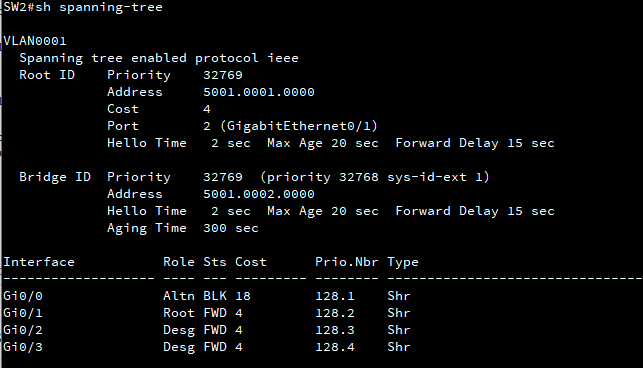 SW2#sh spanning-tree
VLAN0001
  Spanning tree enabled protocol ieee
  Root ID    Priority    32769
             Address     5001.0001.0000
             Cost        4
             Port        2 (GigabitEthernet0/1)
             Hello Time   2 sec  Max Age 20 sec  Forward Delay 15 sec
  Bridge ID  Priority    32769  (priority 32768 sys-id-ext 1)
             Address     5001.0002.0000
             Hello Time   2 sec  Max Age 20 sec  Forward Delay 15 sec
             Aging Time  300 sec
Interface           Role Sts Cost      Prio.Nbr Type
------------------- ---- --- --------- -------- --------------------------------
Gi0/0               Altn BLK 18        128.1    Shr
Gi0/1               Root FWD 4         128.2    Shr
Gi0/2               Desg FWD 4         128.3    Shr
Gi0/3               Desg FWD 4         128.4    Shr